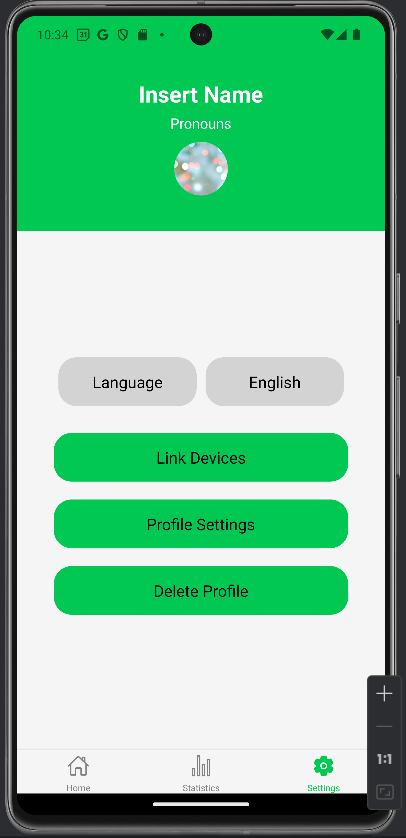 10:34
31
G
Insert Name
Pronouns
Language English
Link Devices
Profile Settings
Delete Profile
Home Statistics Settings
1:1